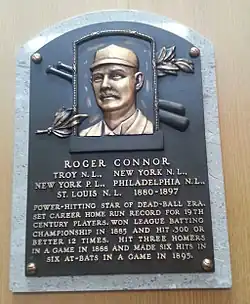 ROGER CONNOR
TROY N.L., NEW YORK N.L.,
NEW YORK P.L., PHILADELPHIA N.L.,
ST. LOUIS N.L. 1880-1897
POWER-HITTING STAR OF DEAD-BALL ERA.
SET CAREER HOME RUN RECORD FOR 19TH
CENTURY PLAYERS. WON LEAGUE BATTING
CHAMPIONSHIP IN 1885 AND HIT .300 OR
BETTER 12 TIMES. HIT THREE HOMERS
IN A GAME IN 1888 AND MADE SIX HITS
IN SIX AT-BATS IN A GAME IN 1895.